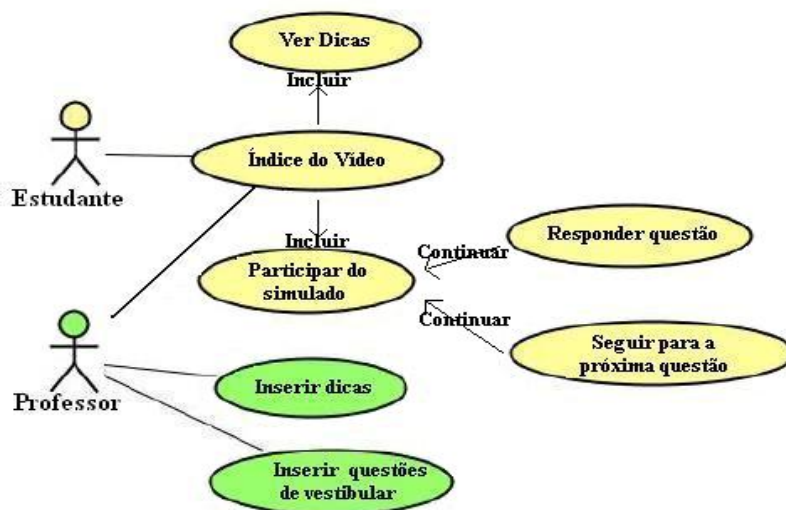 Ver Dicas
Incluir
Índice do Vídeo
Estudante
Incluir
Participar do
simulado
Continuar
Responder questão
Continuar
Seguir para a
próxima questão
Professor
Inserir dicas
Inserir questões
de vestibular